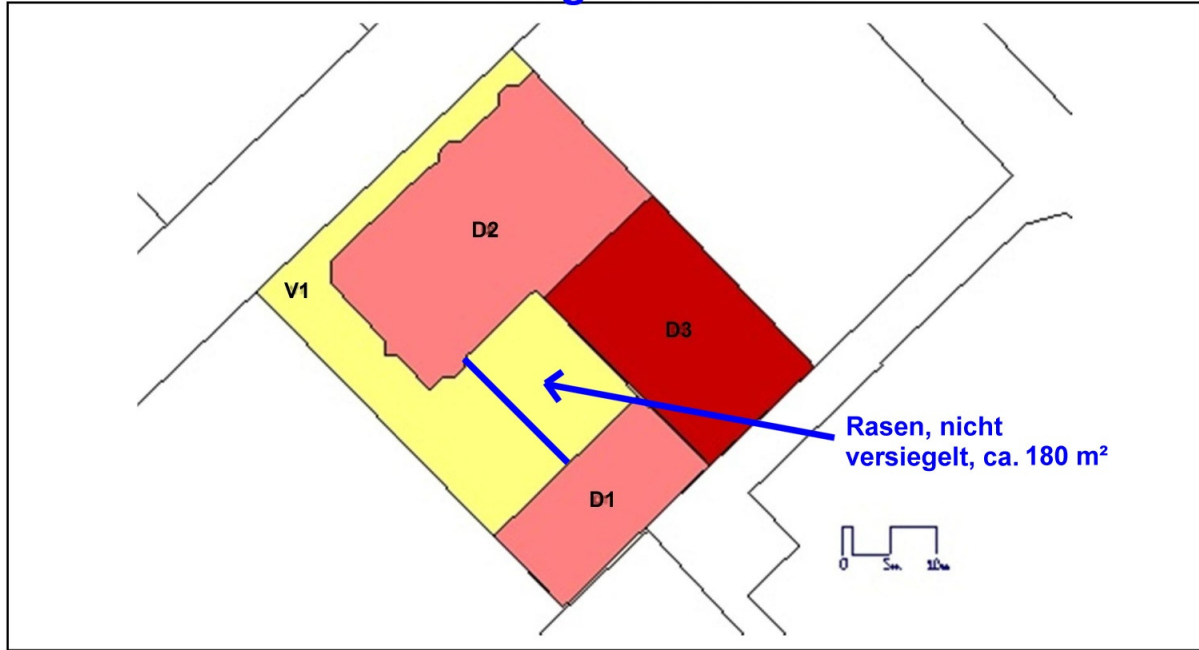 g
D2
V1
D3
Rasen, nicht
versiegelt, ca. 180 m²
D1
0 5m 10m